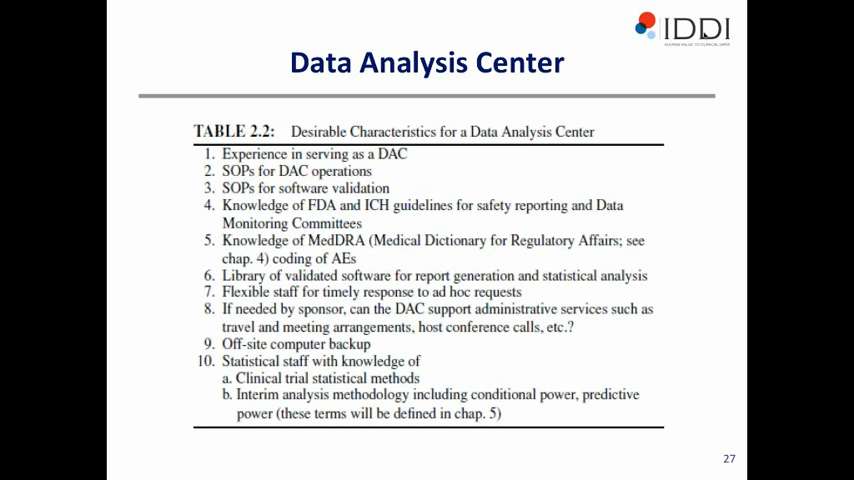 IDDI
ADDING VALUE TO CLINICAL DATA
Data Analysis Center
TABLE 2.2: Desirable Characteristics for a Data Analysis Center
1. Experience in serving as a DAC
2. SOPs for DAC operations
3. SOPs for software validation
4. Knowledge of FDA and ICH guidelines for safety reporting and Data
Monitoring Committees
5. Knowledge of MedDRA (Medical Dictionary for Regulatory Affairs; see
chap. 4) coding of AEs
6. Library of validated software for report generation and statistical analysis
7. Flexible staff for timely response to ad hoc requests
8. If needed by sponsor, can the DAC support administrative services such as
travel and meeting arrangements, host conference calls, etc.?
9. Off-site computer backup
10. Statistical staff with knowledge of
a. Clinical trial statistical methods
b. Interim analysis methodology including conditional power, predictive
power (these terms will be defined in chap. 5)
27